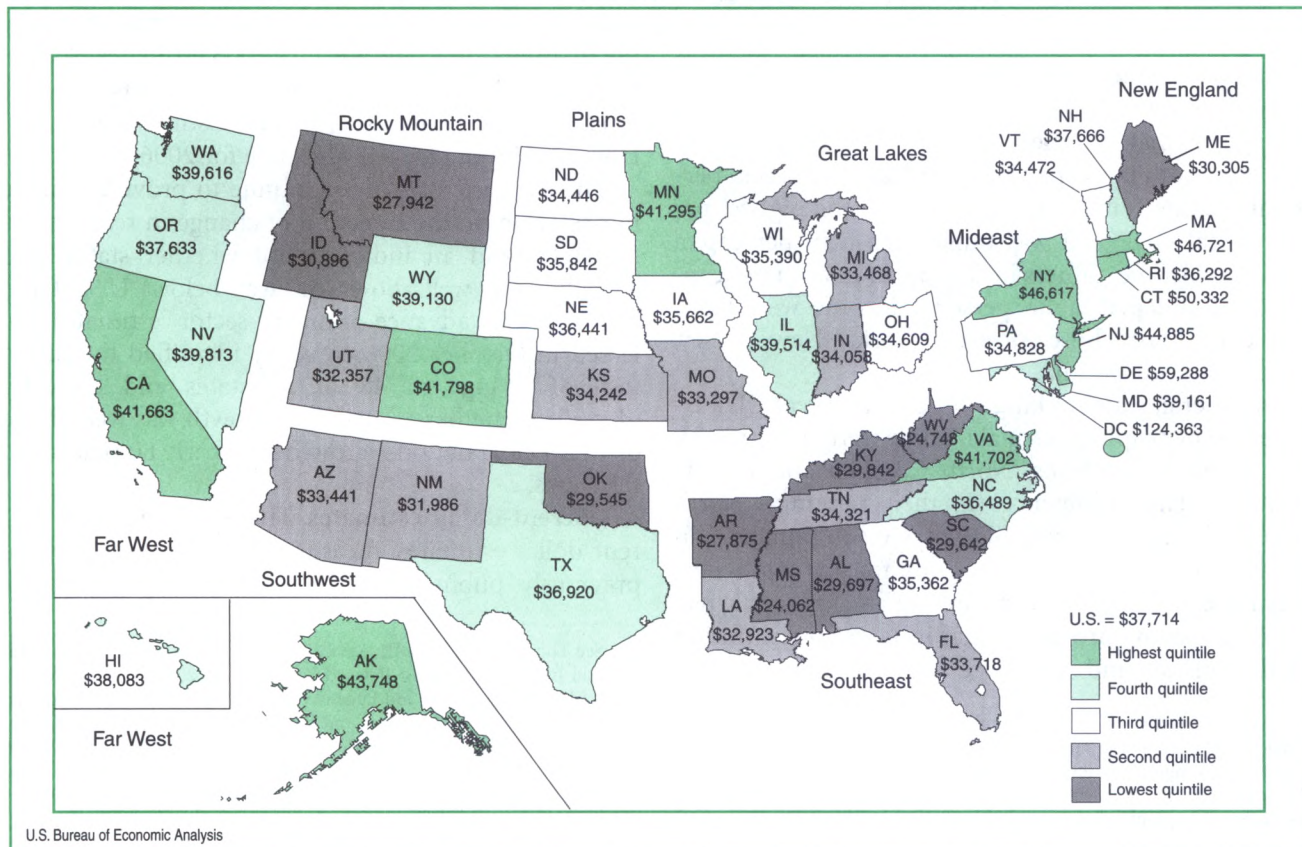 New England
Rocky Mountain
Plains
Great Lakes
NH
$37,666
VT
$34,472
ME
$30,305
WA
$39,616
MT
$27,942
ND
$34,446
MN
$41,295
OR
$37,633
ID
$30,896
SD
$35,842
WI
$35,390
MI
$33,468
Mideast
NY
$46,617
MA
$46,721
RI $36,292
CT $50,332
WY
$39,130
NE
$36,441
IA
$35,662
IL
$39,514
IN
$34,058
OH
$34,609
PA
$34,828
NJ $44,885
NV
$39,813
UT
$32,357
CO
$41,798
KS
$34,242
MO
$33,297
DE $59,288
MD $39,161
DC $124,363
CA
$41,663
WV
$24,748
VA
$41,702
KY
$29,842
NC
$36,489
AZ
$33,441
NM
$31,986
OK
$29,545
AR
$27,875
TN
$34,321
SC
$29,642
Far West
Southwest
TX
$36,920
LA
$32,923
MS
$24,062
AL
$29,697
GA
$35,362
FL
$33,718
Southeast
HI
$38,083
AK
$43,748
Far West
U.S. = $37,714
Highest quintile
Fourth quintile
Third quintile
Second quintile
Lowest quintile
U.S. Bureau of Economic Analysis